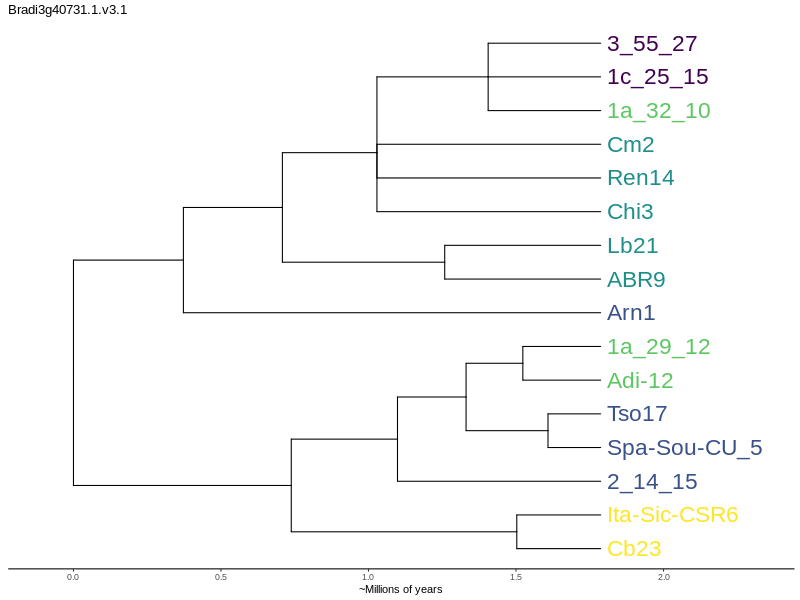 Bradi3g40731.1.v3.1
3_55_27
1c_25_15
1a_32_10
Cm2
Ren14
Chi3
Lb21
ABR9
Arn1
1a_29_12
Adi-12
Tso17
Spa-Sou-CU_5
2_14_15
Ita-Sic-CSR6
Cb23
0.0 0.5 1.0 1.5 2.0
~Millions of years